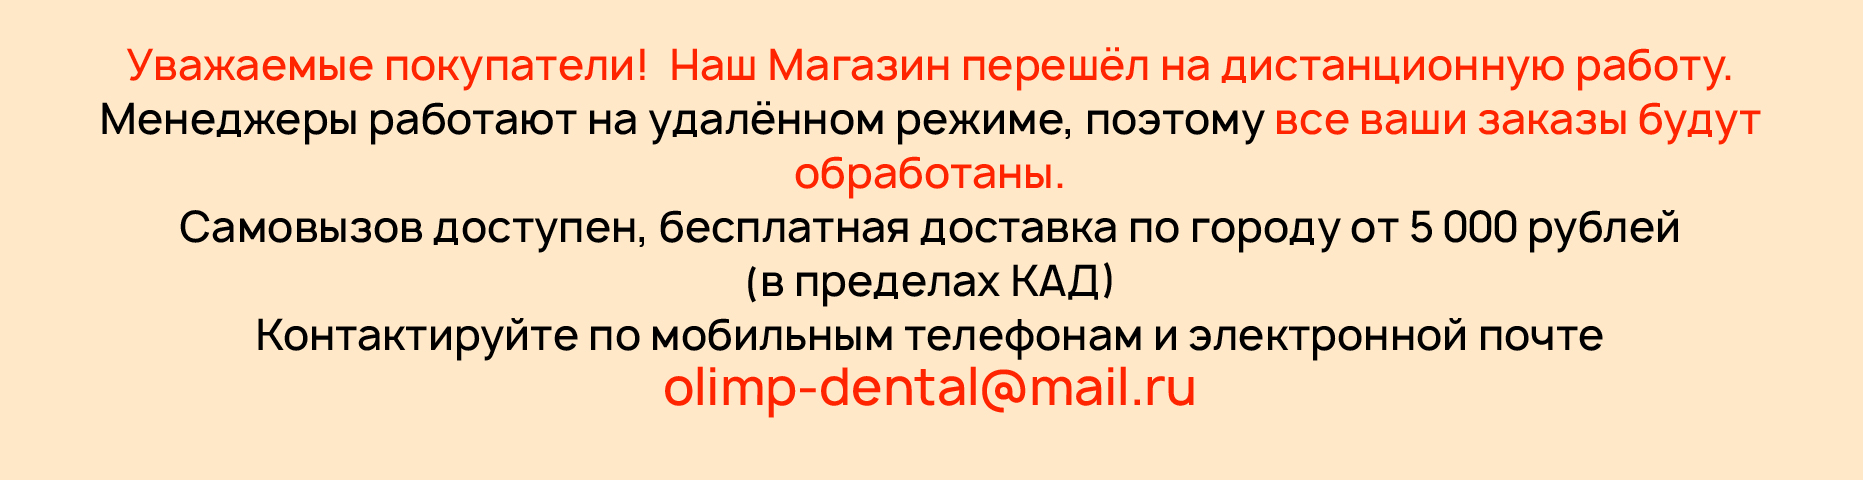 Уважаемые покупатели!  Наш Магазин перешёл на дистанционную работу.
Менеджеры работают на удалённом режиме, поэтому все ваши заказы будут
обработаны.
Самовызов доступен, бесплатная доставка по городу от 5 000 рублей
(в пределах КАД)
Контактируйте по мобильным телефонам и электронной почте
olimp-dental@mail.ru